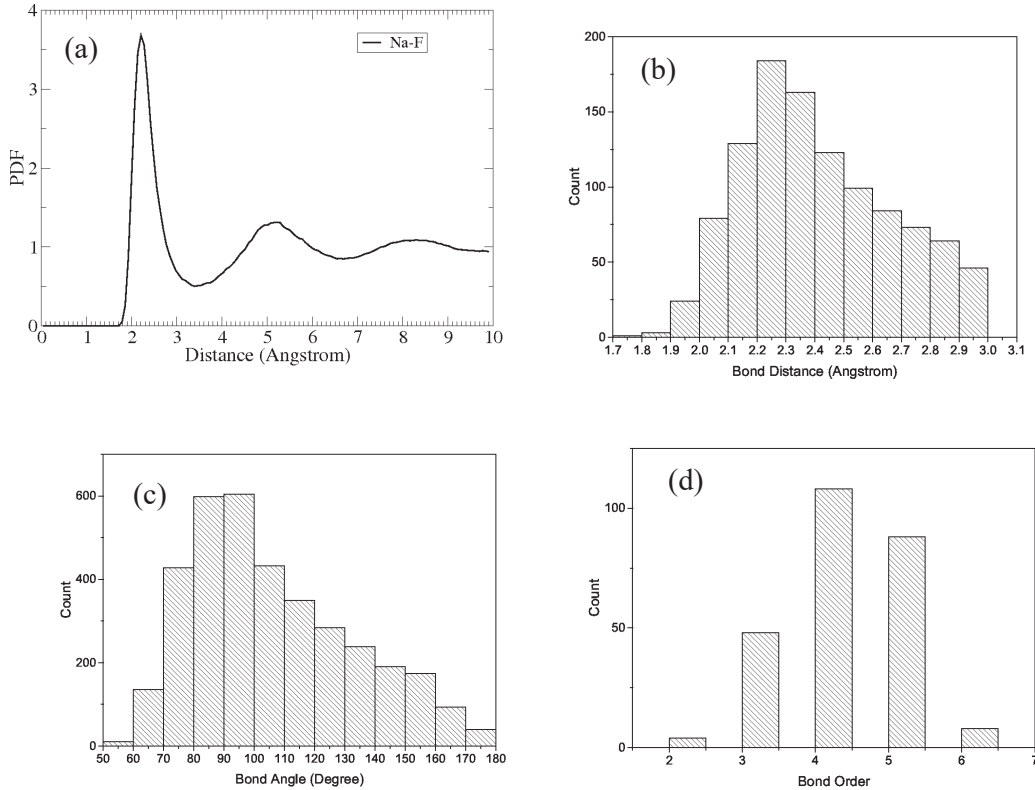 (a)
Na-F
4
3
2
1
0
PDF
0 1 2 3 4 5 6 7 8 9 10
Distance (Angstrom)
(b)
200
150
100
50
0
Count
1.7 1.8 1.9 2.0 2.1 2.2 2.3 2.4 2.5 2.6 2.7 2.8 2.9 3.0 3.1
Bond Distance (Angstrom)
(c)
600
400
200
0
Count
50 60 70 80 90 100 110 120 130 140 150 160 170 180
Bond Angle (Degree)
(d)
100
50
0
Count
2 3 4 5 6 7
Bond Order